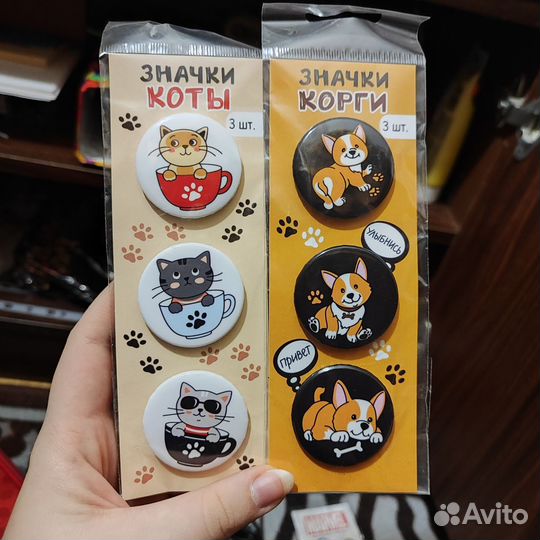 ЗНАЧКИ
КОТЫ
3 шт.
ЗНАЧКИ
КОРГИ
3 шт.
УЛЫБНИСЬ
ПРИВЕТ
Avito